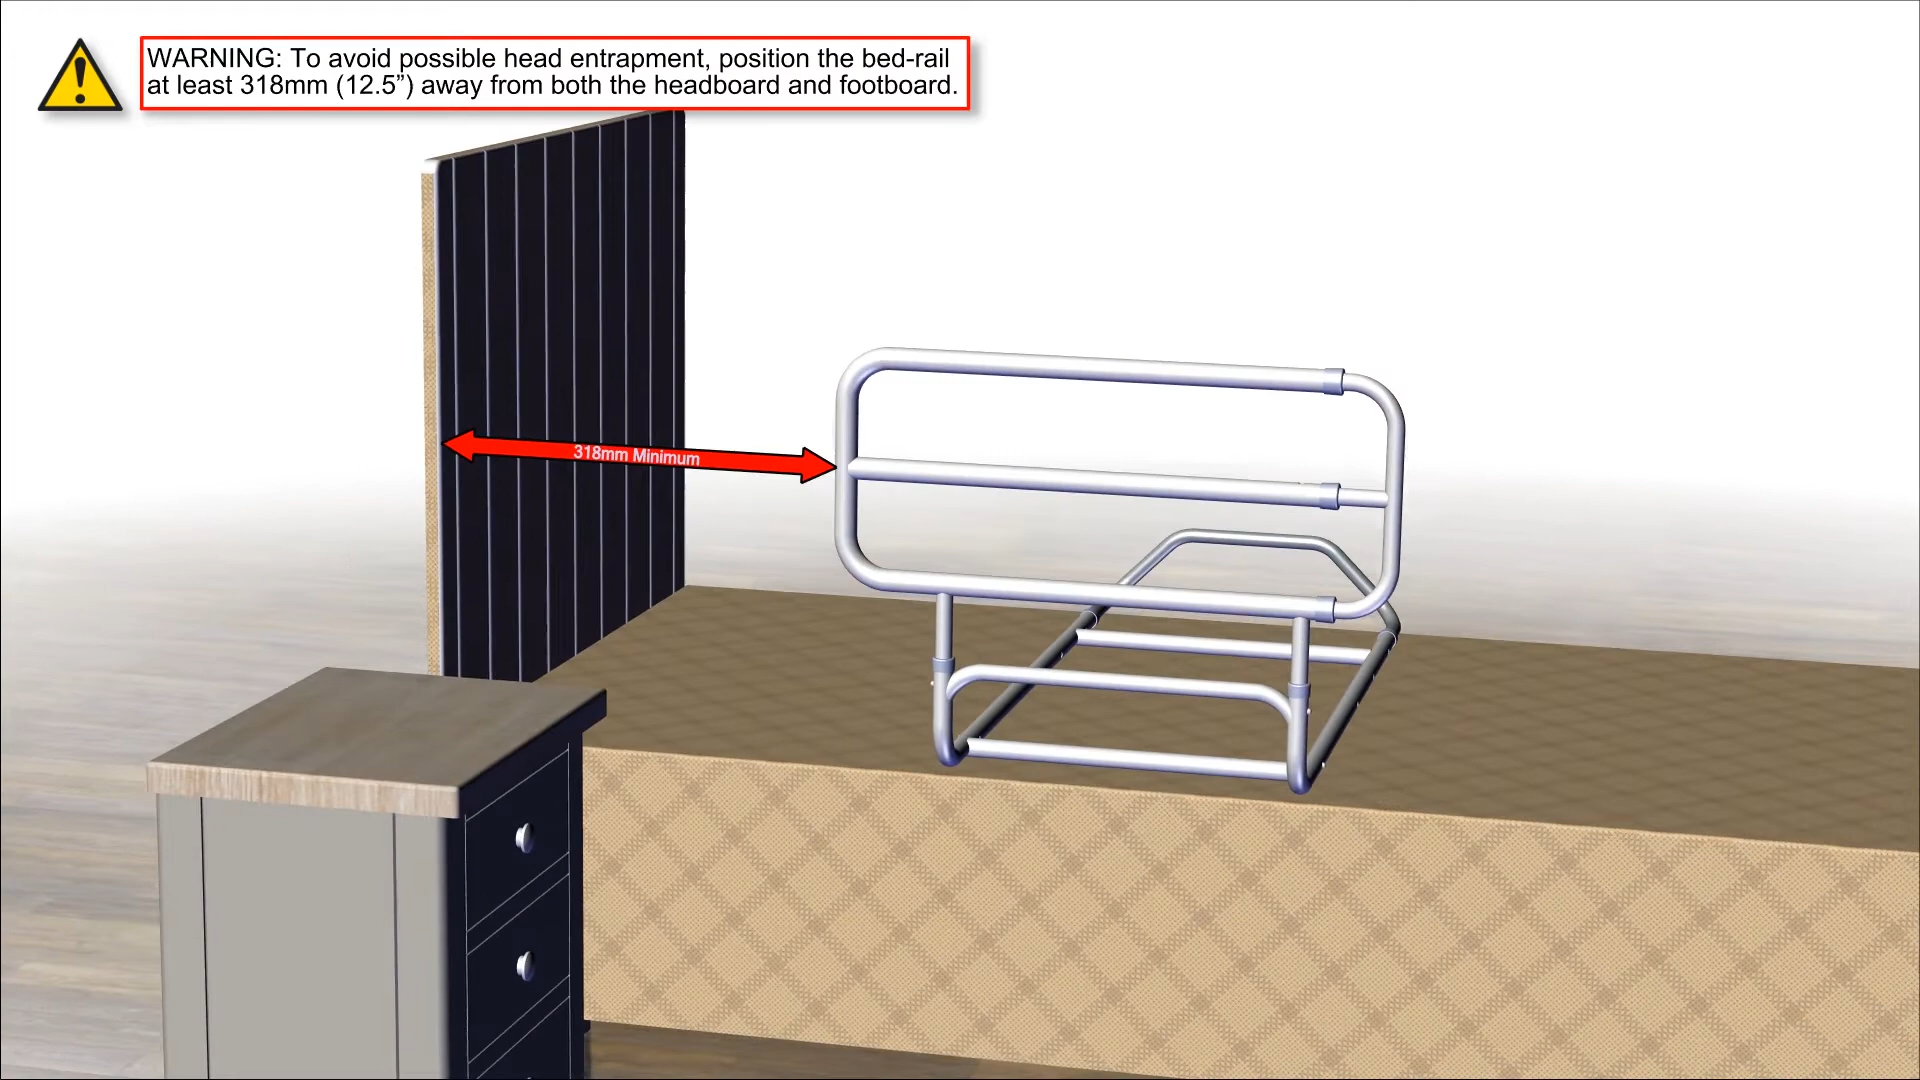 WARNING: To avoid possible head entrapment, position the bed-rail
at least 318mm (12.5”) away from both the headboard and footboard.
318mm Minimum